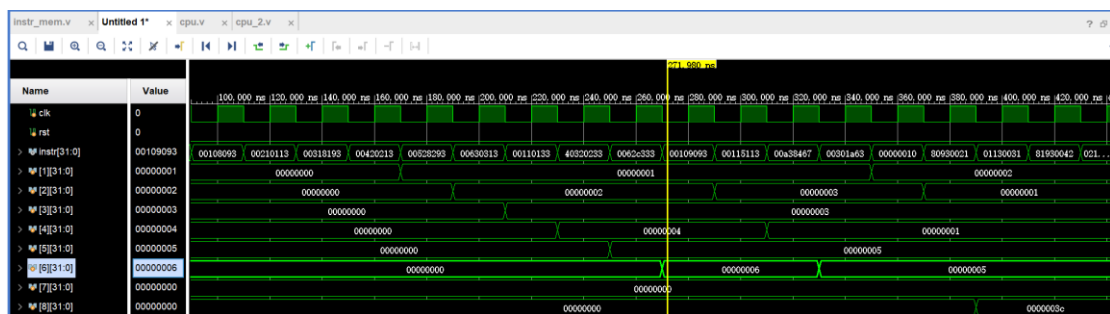 instr_mem.v × Untitled 1* × cpu.v × cpu_2.v ×
271.980 ns
Name Value
100.000 ns 120.000 ns 140.000 ns 160.000 ns 180.000 ns 200.000 ns 220.000 ns 240.000 ns 260.000 ns 280.000 ns 300.000 ns 320.000 ns 340.000 ns 360.000 ns 380.000 ns 400.000 ns 420.000 ns
clk 0
rst 0
instr[31:0] 00109093 00108093 00210113 00318193 00420213 00528293 00630313 00110133 40320233 0062c333 00109093 00115113 00a38467 00301a63 00000010 80930021 01130031 81930042 021...
[1][31:0] 00000001 00000000 00000001 00000002
[2][31:0] 00000002 00000000 00000002 00000003 00000001
[3][31:0] 00000003 00000000 00000003
[4][31:0] 00000004 00000000 00000004 00000001
[5][31:0] 00000005 00000000 00000005
[6][31:0] 00000006 00000000 00000006 00000005
[7][31:0] 00000000 00000000
[8][31:0] 00000000 00000000 0000003c